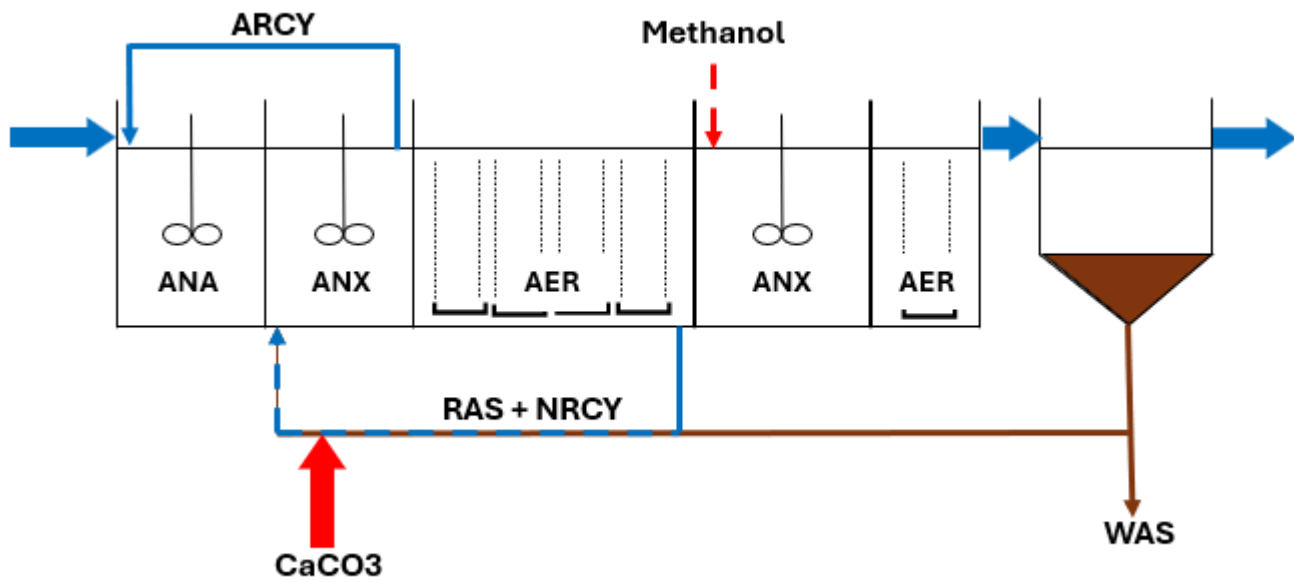 ARCY
Methanol
ANA
ANX
AER
ANX
AER
RAS + NRCY
CaCO3
WAS